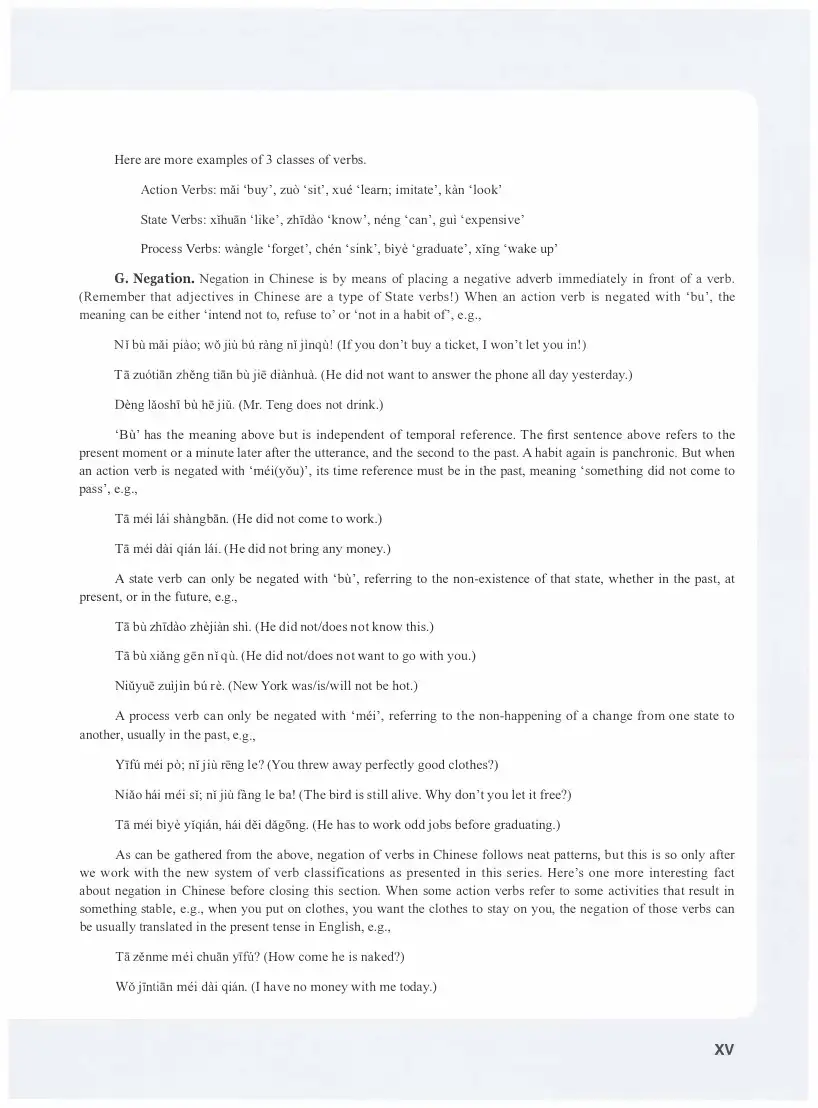 Here are more examples of 3 classes of verbs.
Action Verbs: mǎi ‘buy’, zuò ‘sit’, xué ‘learn; imitate’, kàn ‘look’
State Verbs: xǐhuān ‘like’, zhīdào ‘know’, néng ‘can’, guì ‘expensive’
Process Verbs: wàngle ‘forget’, chén ‘sink’, bìyè ‘graduate’, xǐng ‘wake up’
G. Negation. Negation in Chinese is by means of placing a negative adverb immediately in front of a verb.
(Remember that adjectives in Chinese are a type of State verbs!) When an action verb is negated with ‘bu’, the
meaning can be either ‘intend not to, refuse to’ or ‘not in a habit of’, e.g.,
Nǐ bù mǎi piào; wǒ jiù bú ràng nǐ jìnqù! (If you don’t buy a ticket, I won’t let you in!)
Tā zuótiān zhěng tiān bù jiē diànhuà. (He did not want to answer the phone all day yesterday.)
Dèng lǎoshī bù hē jiǔ. (Mr. Teng does not drink.)
‘Bù’ has the meaning above but is independent of temporal reference. The first sentence above refers to the
present moment or a minute later after the utterance, and the second to the past. A habit again is panchronic. But when
an action verb is negated with ‘méi(yǒu)’, its time reference must be in the past, meaning ‘something did not come to
pass’, e.g.,
Tā méi lái shàngbān. (He did not come to work.)
Tā méi dài qián lái. (He did not bring any money.)
A state verb can only be negated with ‘bù’, referring to the non-existence of that state, whether in the past, at
present, or in the future, e.g.,
Tā bù zhīdào zhèjiàn shì. (He did not/does not know this.)
Tā bù xiǎng gēn nǐ qù. (He did not/does not want to go with you.)
Niǔyuē zuìjìn bú rè. (New York was/is/will not be hot.)
A process verb can only be negated with ‘méi’, referring to the non-happening of a change from one state to
another, usually in the past, e.g.,
Yīfú méi pò; nǐ jiù rēng le? (You threw away perfectly good clothes?)
Niǎo hái méi sǐ; nǐ jiù fàng le ba! (The bird is still alive. Why don’t you let it free?)
Tā méi bìyè yǐqián, hái děi dǎgōng. (He has to work odd jobs before graduating.)
As can be gathered from the above, negation of verbs in Chinese follows neat patterns, but this is so only after
we work with the new system of verb classifications as presented in this series. Here’s one more interesting fact
about negation in Chinese before closing this section. When some action verbs refer to some activities that result in
something stable, e.g., when you put on clothes, you want the clothes to stay on you, the negation of those verbs can
be usually translated in the present tense in English, e.g.,
Tā zěnme méi chuān yīfú? (How come he is naked?)
Wǒ jīntiān méi dài qián. (I have no money with me today.)
XV